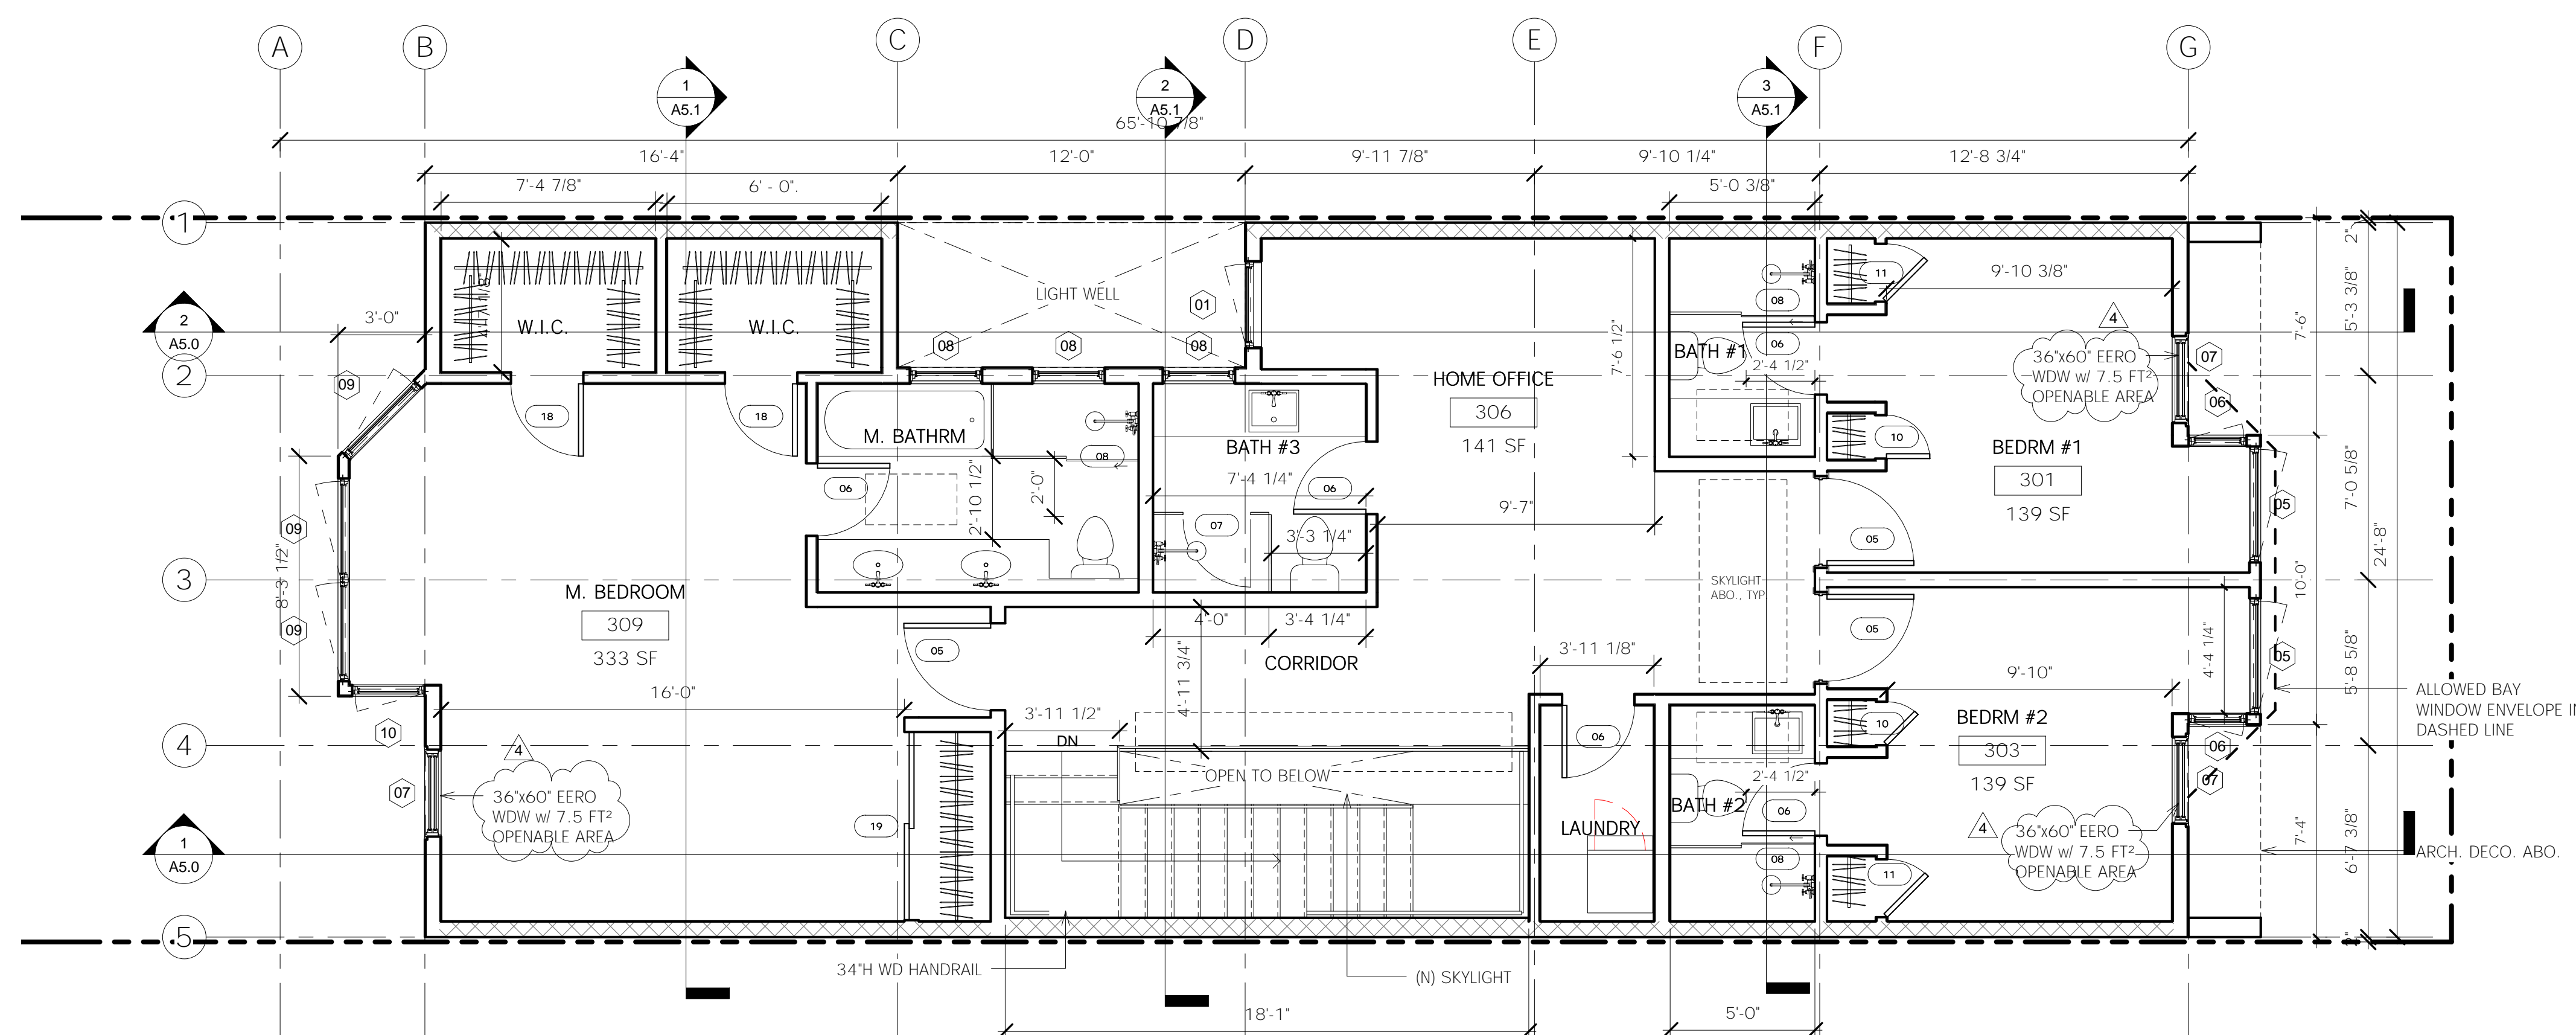 A
B
C
D
E
F
G
1
A5.1
2
A5.1
3
A5.1
65'-10 7/8"
16'-4"
12'-0"
9'-11 7/8"
9'-10 1/4"
12'-8 3/4"
7'-4 7/8"
6' - 0".
5'-0 3/8"
1
2
3
4
5
2
A5.0
1
A5.0
3'-0"
W.I.C.
W.I.C.
LIGHT WELL
01
08
08
08
09
09
09
8'-3 1/2"
10
07
18
18
M. BATHRM
06
08
2'-10 1/2"
2'-0"
M. BEDROOM
309
333 SF
16'-0"
05
4
36"x60" EERO
WDW w/ 7.5 FT²
OPENABLE AREA
19
BATH #3
7'-4 1/4"
06
07
3'-3 1/4"
4'-0"
3'-4 1/4"
CORRIDOR
4'-11 3/4"
3'-11 1/2"
DN
OPEN TO BELOW
34"H WD HANDRAIL
(N) SKYLIGHT
18'-1"
HOME OFFICE
306
141 SF
9'-7"
7'-6 1/2"
BATH #1
08
06
2'-4 1/2"
11
10
9'-10 3/8"
4
36"x60" EERO
WDW w/ 7.5 FT²
OPENABLE AREA
07
06
05
BEDRM #1
301
139 SF
05
SKYLIGHT
ABO., TYP.
05
3'-11 1/8"
06
LAUNDRY
BATH #2
2'-4 1/2"
06
08
10
11
9'-10"
4'-4 1/4"
BEDRM #2
303
139 SF
4
36"x60" EERO
WDW w/ 7.5 FT²
OPENABLE AREA
05
06
07
5'-0"
2"
5'-3 3/8"
7'-6"
7'-0 5/8"
24'-8"
10'-0"
5'-8 5/8"
7'-4"
6'-7 3/8"
ALLOWED BAY
WINDOW ENVELOPE
DASHED LINE
ARCH. DECO. ABO.